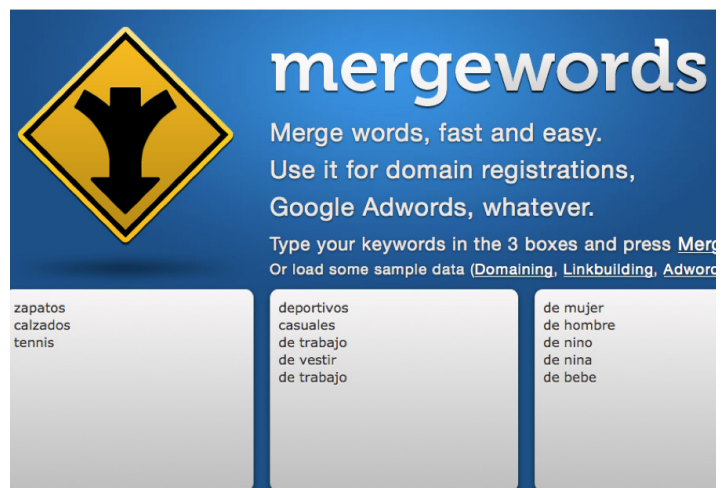 mergewords
Merge words, fast and easy.
Use it for domain registrations,
Google Adwords, whatever.
Type your keywords in the 3 boxes and press Merg
Or load some sample data (Domaining, Linkbuilding, Adword
zapatos
calzados
tennis
deportivos
casuales
de trabajo
de vestir
de trabajo
de mujer
de hombre
de nino
de nina
de bebe